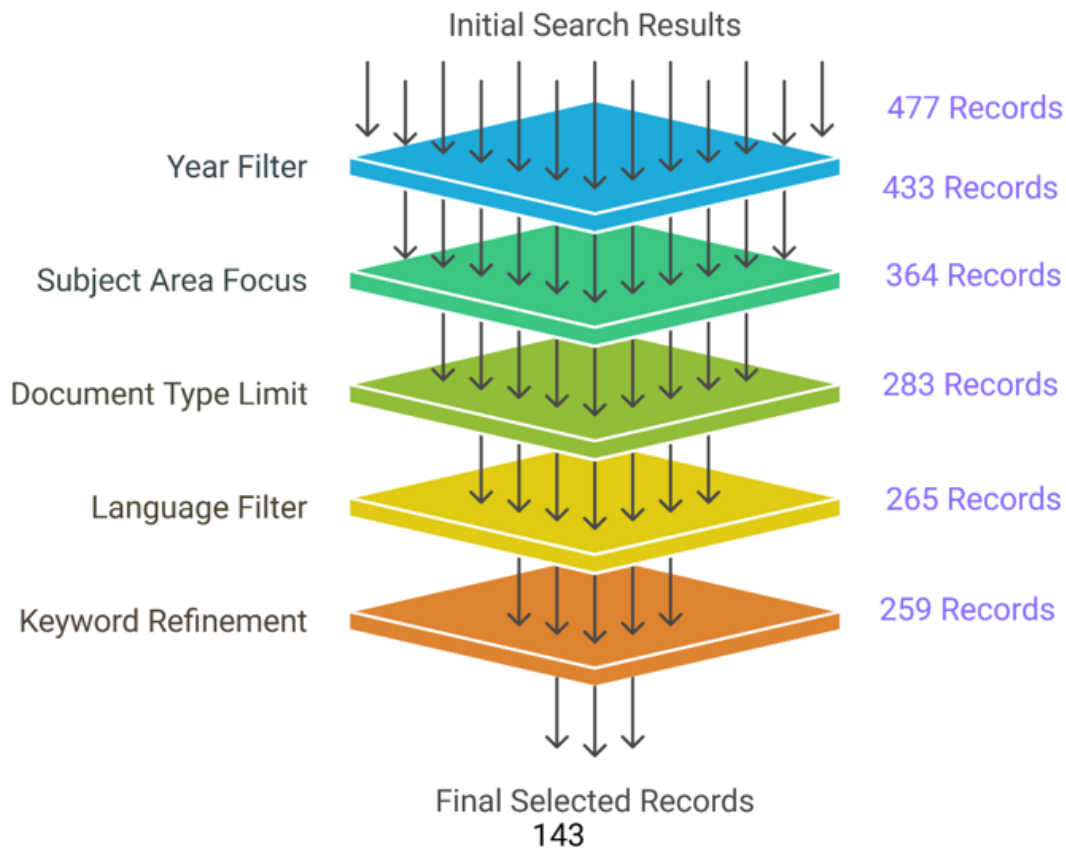 Initial Search Results
477 Records
Year Filter
433 Records
Subject Area Focus
364 Records
Document Type Limit
283 Records
Language Filter
265 Records
Keyword Refinement
259 Records
Final Selected Records
143